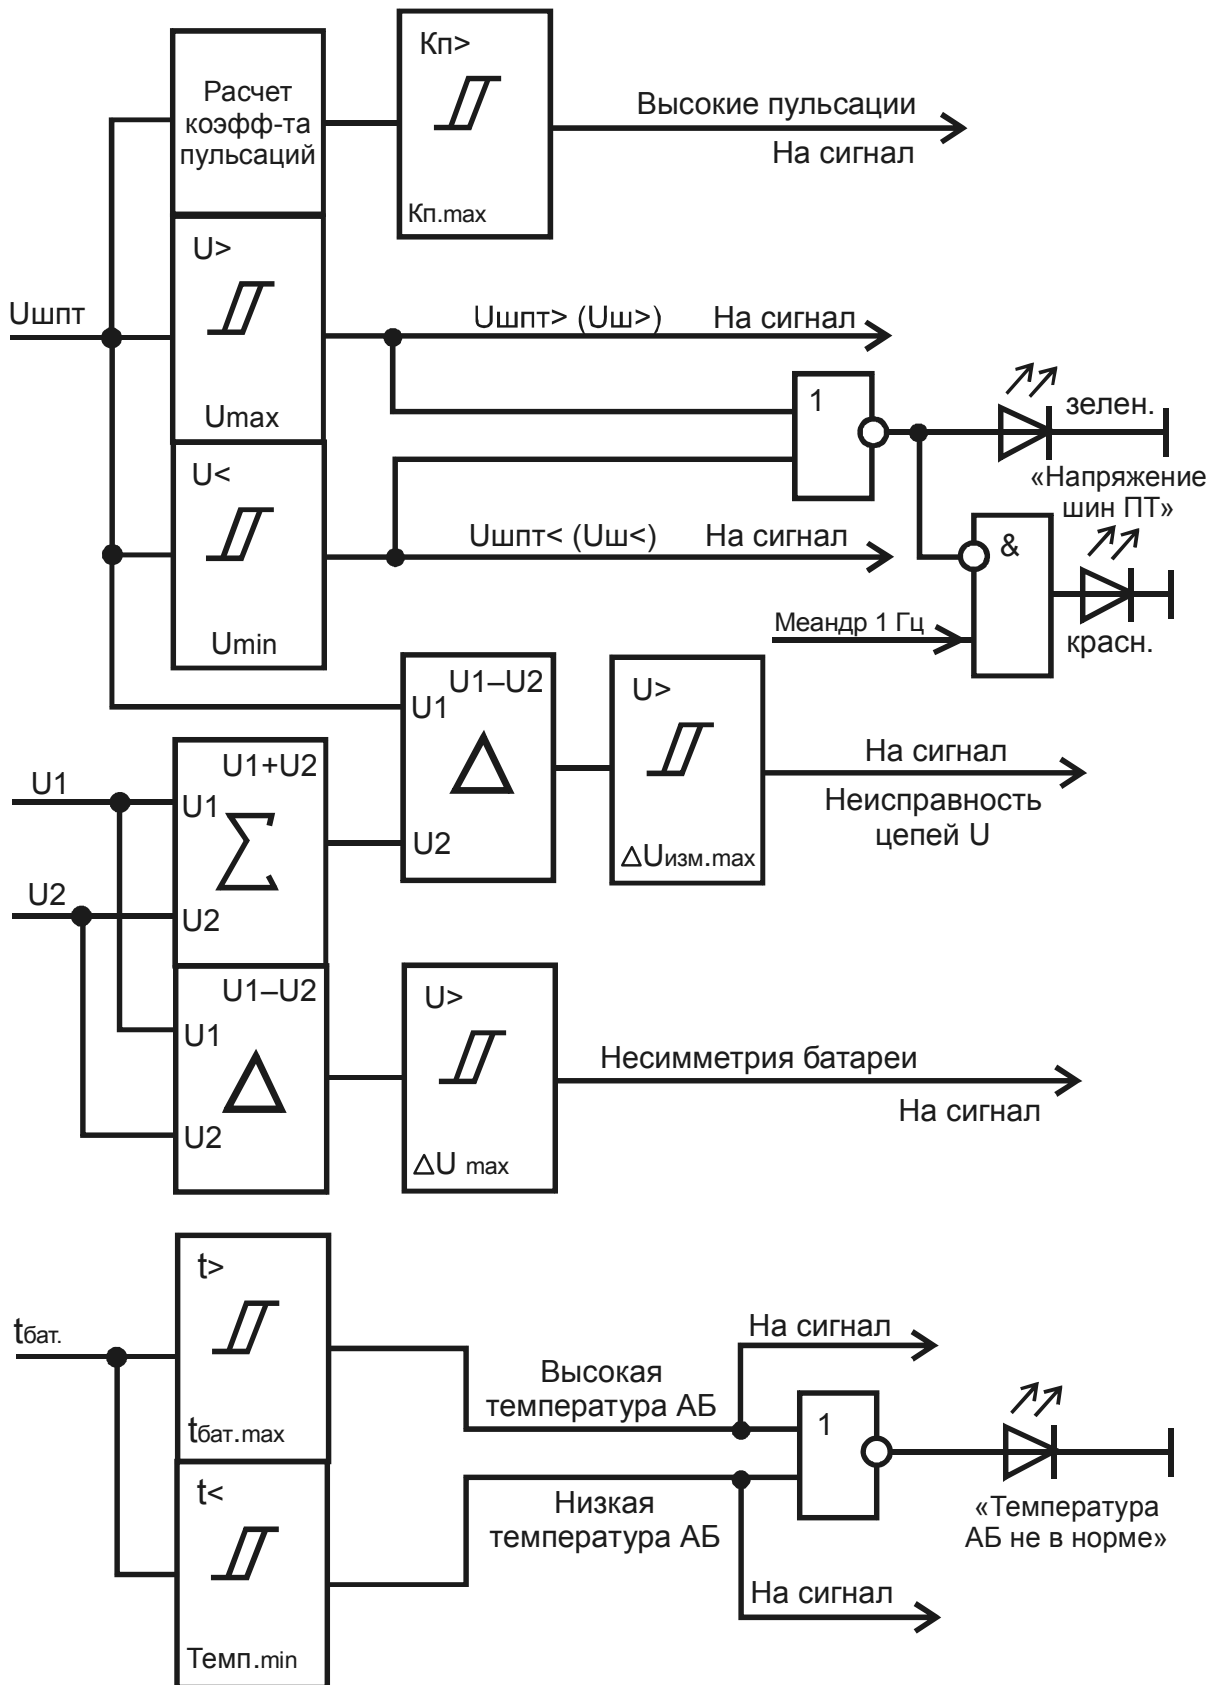 Кп>
Расчет
коэфф-та
пульсаций
Высокие пульсации
На сигнал
Кп.max
U>
Uшпт
Uшпт> (Uш>) На сигнал
Umax
1
зелен.
«Напряжение
шин ПТ»
U<
Uшпт< (Uш<) На сигнал
&
Umin
Меандр 1 Гц
красн.
U1–U2
U1
U2
U>
ΔUизм.max
На сигнал
Неисправность
цепей U
U1
U2
U1+U2
U1
Σ
U2
U1–U2
U1
U2
U>
ΔU max
Несимметрия батареи
На сигнал
t>
tбат.
tбат.max
На сигнал
Высокая
температура АБ
1
t<
Низкая
температура АБ
«Температура
АБ не в норме»
На сигнал
Темп.min